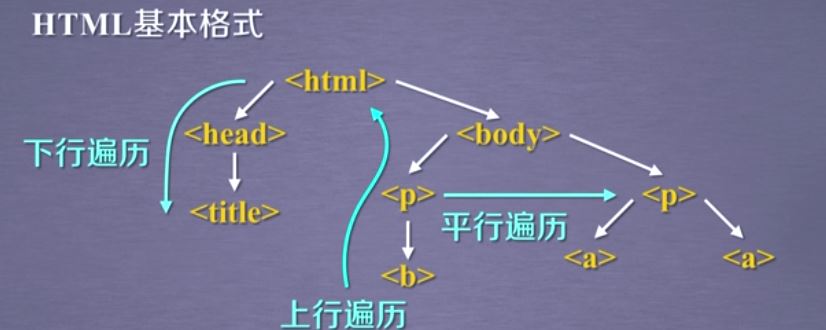 HTML基本格式
<html>
<head>
<body>
下行遍历
<title>
<p>
<p>
平行遍历
<b>
<a>
<a>
上行遍历